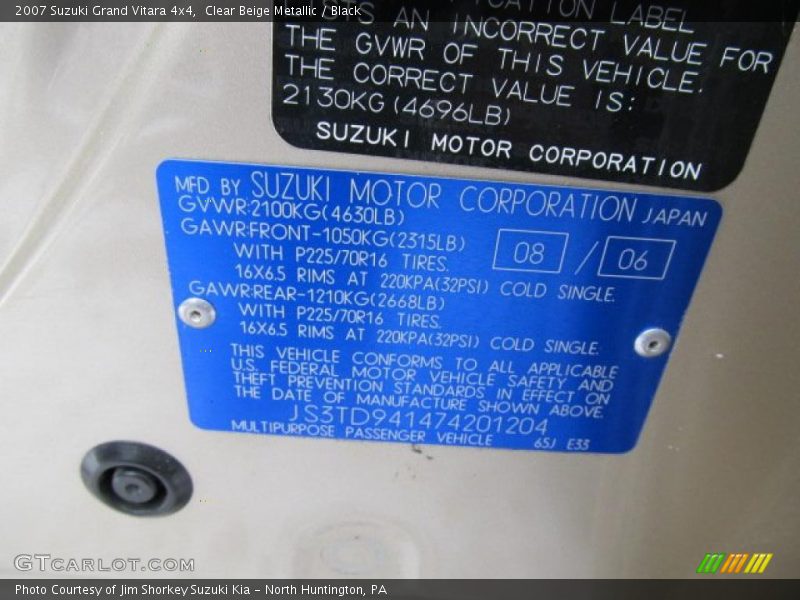 2007 Suzuki Grand Vitara 4x4,  Clear Beige Metallic / Black
LABEL
AN INCORRECT VALUE FOR
THE GVWR OF THIS VEHICLE.
THE CORRECT VALUE IS:
2130KG(4696LB)
SUZUKI MOTOR CORPORATION
MFD BY SUZUKI MOTOR CORPORATION JAPAN
GVWR:2100KG(4630LB)
GAWR:FRONT-1050KG(2315LB) 08 / 06
WITH P225/70R16 TIRES.
16X6.5 RIMS AT 220KPA(32PSI) COLD SINGLE.
GAWR:REAR-1210KG(2668LB)
WITH P225/70R16 TIRES.
16X6.5 RIMS AT 220KPA(32PSI) COLD SINGLE.
THIS VEHICLE CONFORMS TO ALL APPLICABLE
U.S. FEDERAL MOTOR VEHICLE SAFETY AND
THEFT PREVENTION STANDARDS IN EFFECT ON
THE DATE OF MANUFACTURE SHOWN ABOVE.
JS3TD941474201204
MULTIPURPOSE PASSENGER VEHICLE 65J E33
GTCARLOT.COM
Photo Courtesy of Jim Shorkey Suzuki Kia - North Huntington, PA